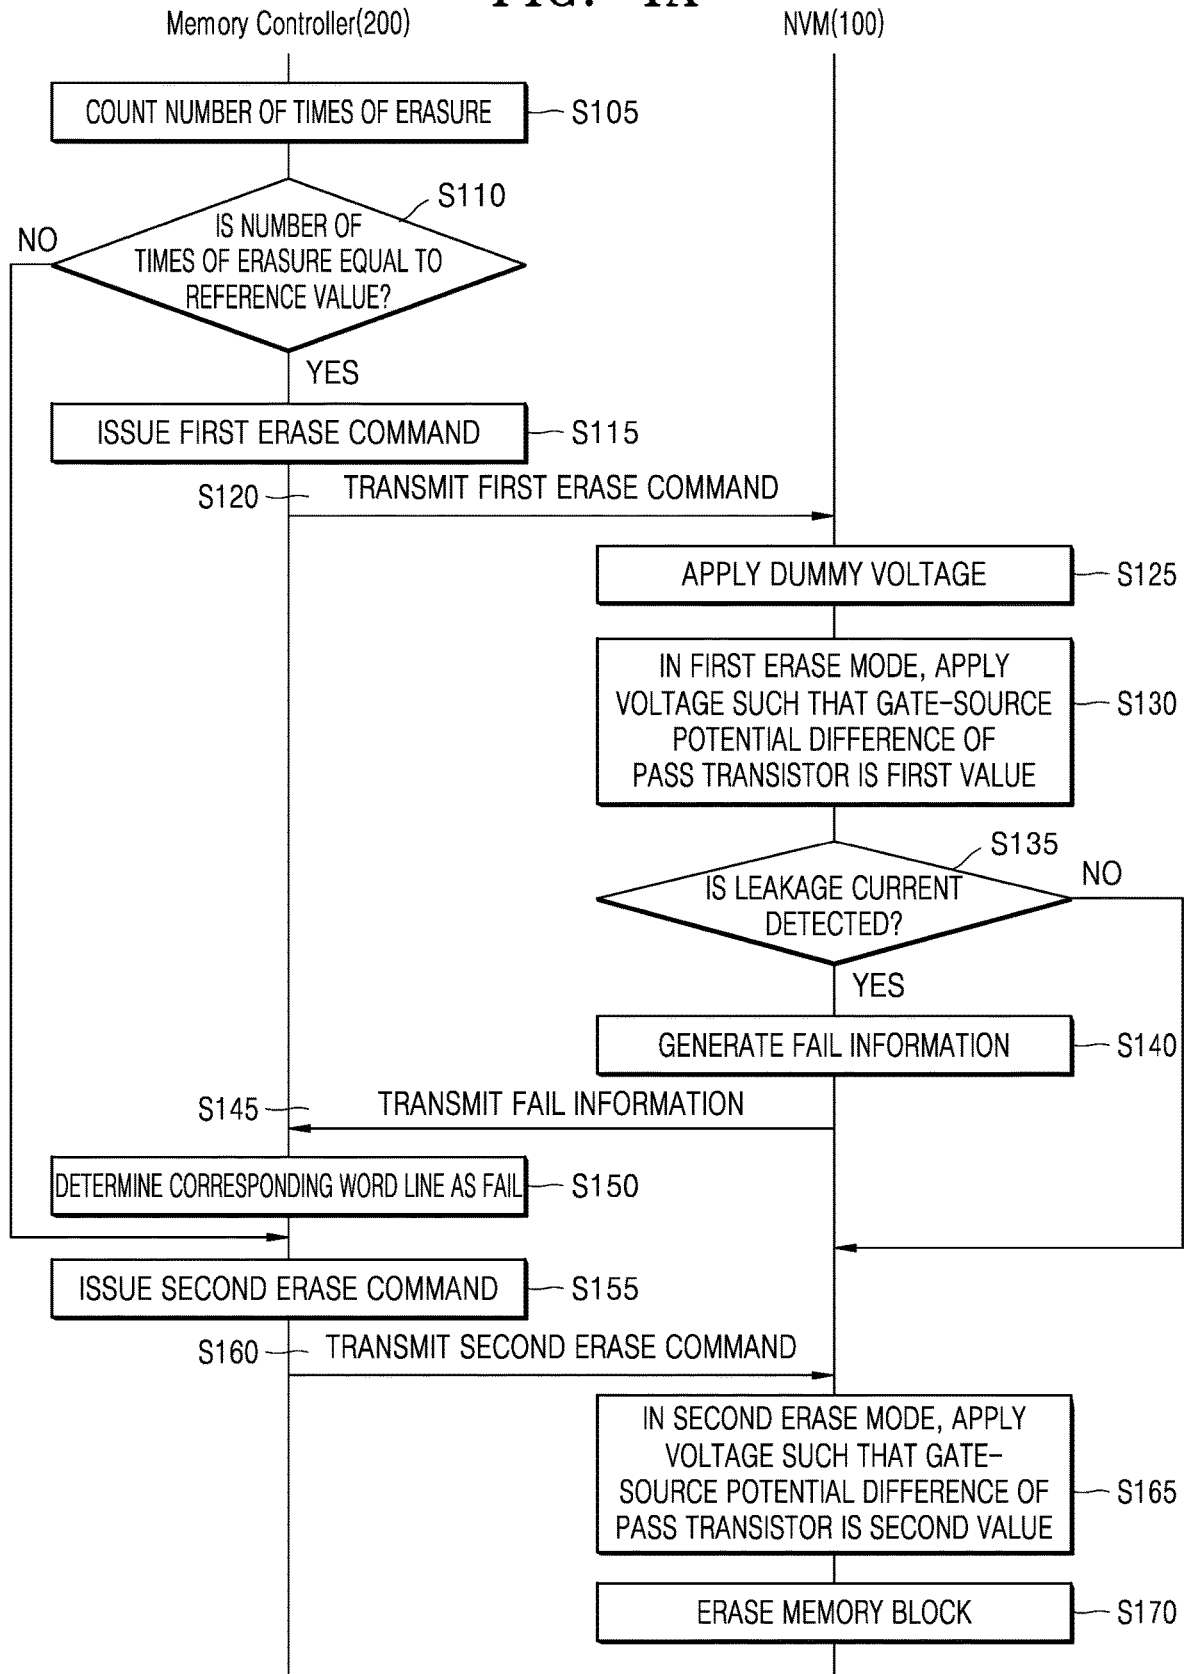 Memory Controller(200)
NVM(100)
COUNT NUMBER OF TIMES OF ERASURE
S105
S110
IS NUMBER OF
TIMES OF ERASURE EQUAL TO
REFERENCE VALUE?
NO
YES
ISSUE FIRST ERASE COMMAND
S115
S120
TRANSMIT FIRST ERASE COMMAND
APPLY DUMMY VOLTAGE
S125
IN FIRST ERASE MODE, APPLY
VOLTAGE SUCH THAT GATE-SOURCE
POTENTIAL DIFFERENCE OF
PASS TRANSISTOR IS FIRST VALUE
S130
S135
IS LEAKAGE CURRENT
DETECTED?
NO
YES
GENERATE FAIL INFORMATION
S140
S145
TRANSMIT FAIL INFORMATION
DETERMINE CORRESPONDING WORD LINE AS FAIL
S150
ISSUE SECOND ERASE COMMAND
S155
S160
TRANSMIT SECOND ERASE COMMAND
IN SECOND ERASE MODE, APPLY
VOLTAGE SUCH THAT GATE-
SOURCE POTENTIAL DIFFERENCE OF
PASS TRANSISTOR IS SECOND VALUE
S165
ERASE MEMORY BLOCK
S170